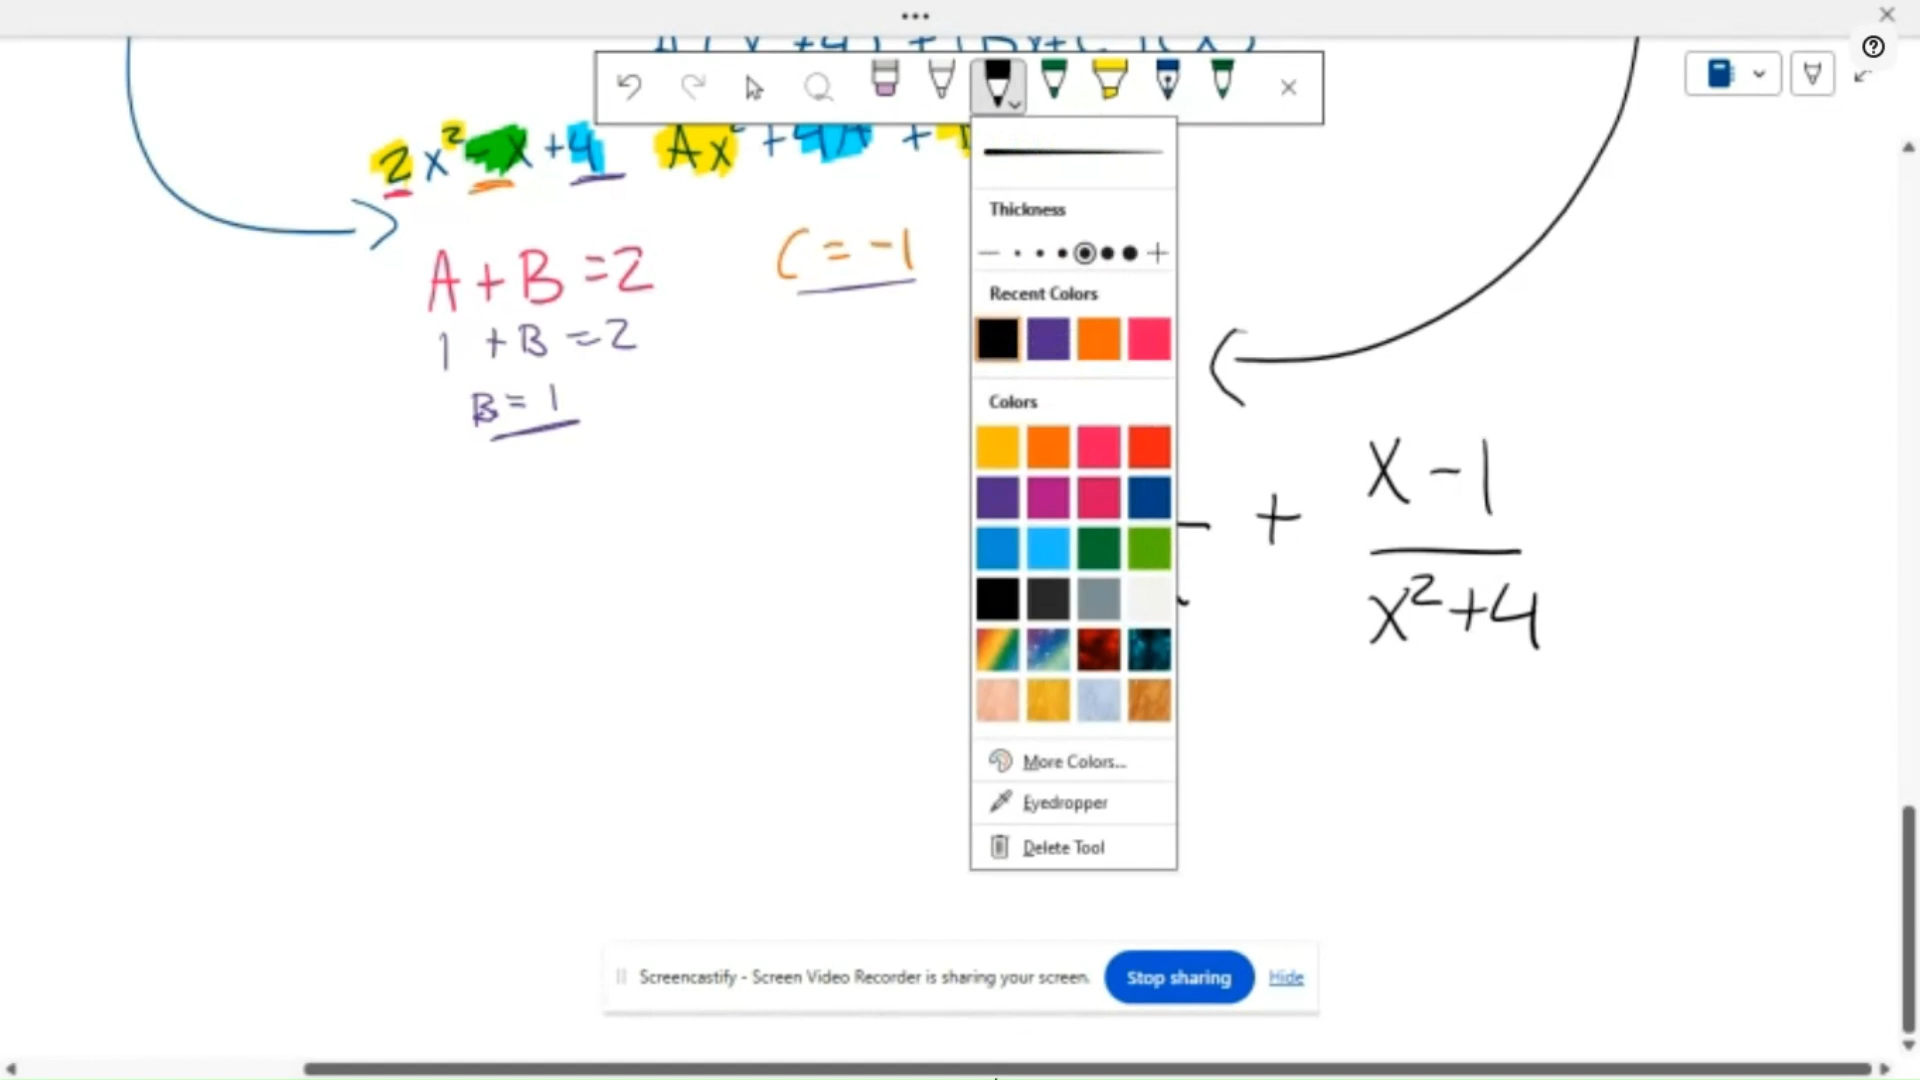 2x² -x +4 Ax² + 4A +
A + B = 2
C = -1
1 + B = 2
B = 1
+ x - 1
x² + 4
Thickness
Recent Colors
Colors
More Colors...
Eyedropper
Delete Tool
Screencastify - Screen Video Recorder is sharing your screen. Stop sharing Hide